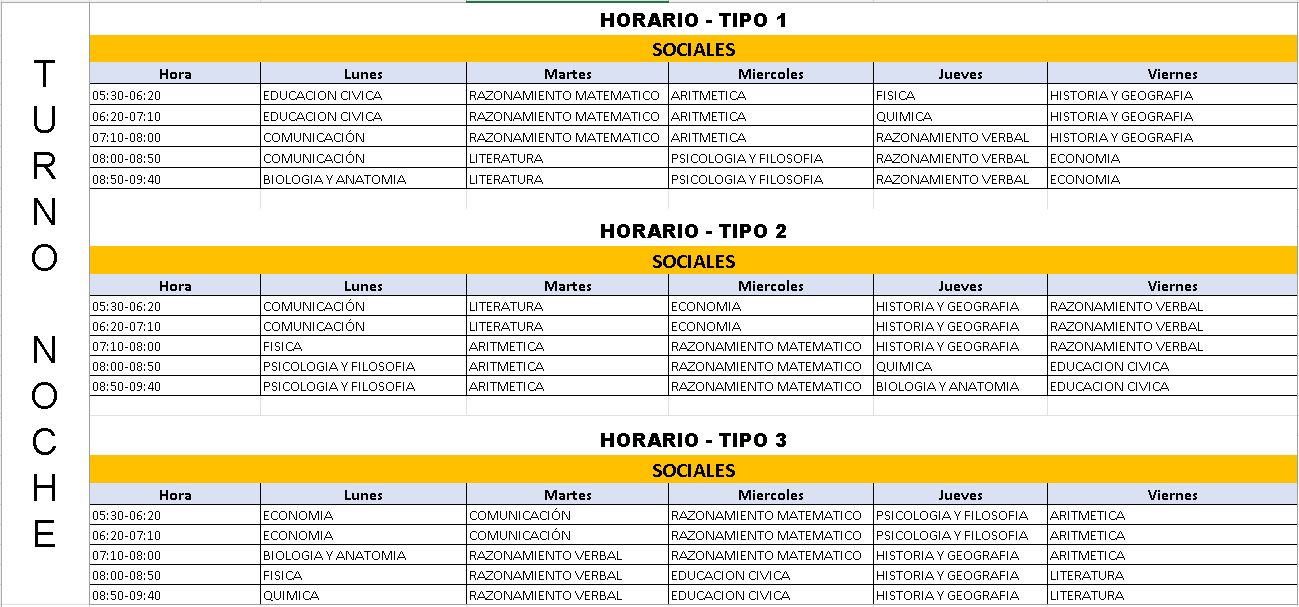 TURNO NOCHE
HORARIO - TIPO 1
SOCIALES
Hora Lunes Martes Miercoles Jueves Viernes
05:30-06:20 EDUCACION CIVICA RAZONAMIENTO MATEMATICO ARITMETICA FISICA HISTORIA Y GEOGRAFIA
06:20-07:10 EDUCACION CIVICA RAZONAMIENTO MATEMATICO ARITMETICA QUIMICA HISTORIA Y GEOGRAFIA
07:10-08:00 COMUNICACIÓN RAZONAMIENTO MATEMATICO ARITMETICA RAZONAMIENTO VERBAL HISTORIA Y GEOGRAFIA
08:00-08:50 COMUNICACIÓN LITERATURA PSICOLOGIA Y FILOSOFIA RAZONAMIENTO VERBAL ECONOMIA
08:50-09:40 BIOLOGIA Y ANATOMIA LITERATURA PSICOLOGIA Y FILOSOFIA RAZONAMIENTO VERBAL ECONOMIA
HORARIO - TIPO 2
SOCIALES
Hora Lunes Martes Miercoles Jueves Viernes
05:30-06:20 COMUNICACIÓN LITERATURA ECONOMIA HISTORIA Y GEOGRAFIA RAZONAMIENTO VERBAL
06:20-07:10 COMUNICACIÓN LITERATURA ECONOMIA HISTORIA Y GEOGRAFIA RAZONAMIENTO VERBAL
07:10-08:00 FISICA ARITMETICA RAZONAMIENTO MATEMATICO HISTORIA Y GEOGRAFIA RAZONAMIENTO VERBAL
08:00-08:50 PSICOLOGIA Y FILOSOFIA ARITMETICA RAZONAMIENTO MATEMATICO QUIMICA EDUCACION CIVICA
08:50-09:40 PSICOLOGIA Y FILOSOFIA ARITMETICA RAZONAMIENTO MATEMATICO BIOLOGIA Y ANATOMIA EDUCACION CIVICA
HORARIO - TIPO 3
SOCIALES
Hora Lunes Martes Miercoles Jueves Viernes
05:30-06:20 ECONOMIA COMUNICACIÓN RAZONAMIENTO MATEMATICO PSICOLOGIA Y FILOSOFIA ARITMETICA
06:20-07:10 ECONOMIA COMUNICACIÓN RAZONAMIENTO MATEMATICO PSICOLOGIA Y FILOSOFIA ARITMETICA
07:10-08:00 BIOLOGIA Y ANATOMIA RAZONAMIENTO VERBAL RAZONAMIENTO MATEMATICO HISTORIA Y GEOGRAFIA ARITMETICA
08:00-08:50 FISICA RAZONAMIENTO VERBAL EDUCACION CIVICA HISTORIA Y GEOGRAFIA LITERATURA
08:50-09:40 QUIMICA RAZONAMIENTO VERBAL EDUCACION CIVICA HISTORIA Y GEOGRAFIA LITERATURA